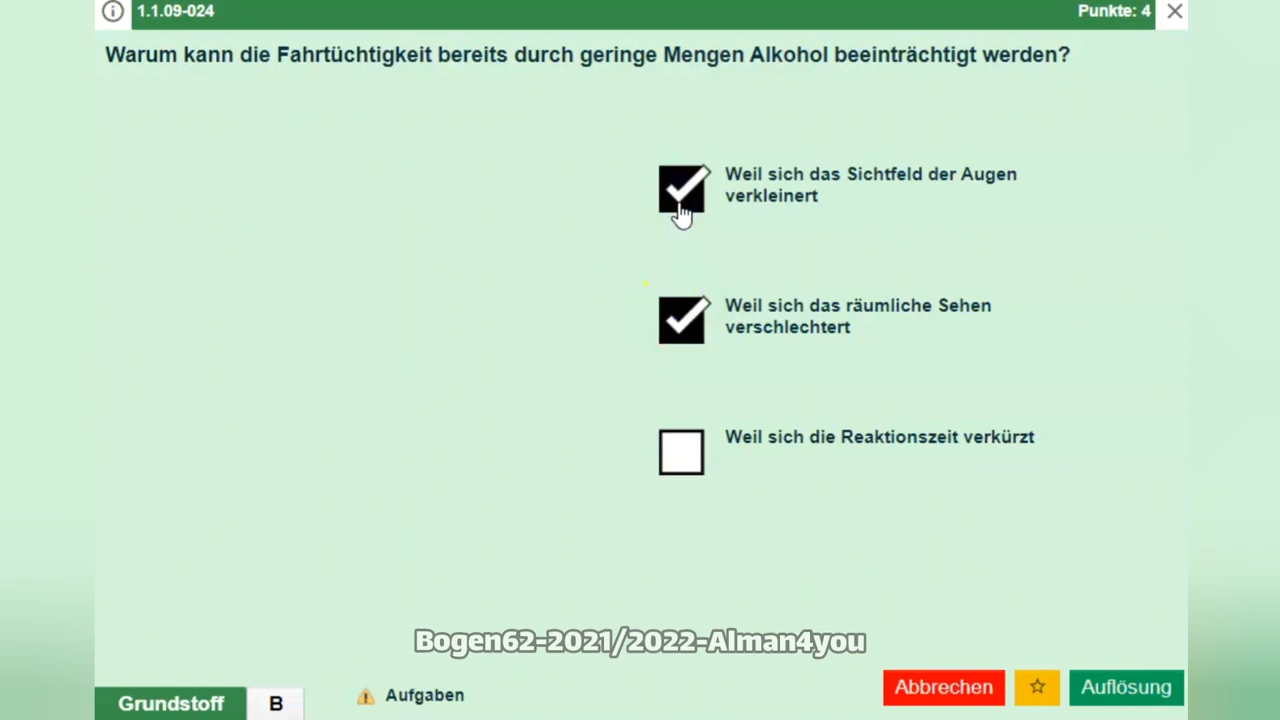 1.1.09-024
Punkte: 4
Warum kann die Fahrtüchtigkeit bereits durch geringe Mengen Alkohol beeinträchtigt werden?
Weil sich das Sichtfeld der Augen
verkleinert
Weil sich das räumliche Sehen
verschlechtert
Weil sich die Reaktionszeit verkürzt
Bogen62-2021/2022-Alman4you
Grundstoff
B
Aufgaben
Abbrechen
Auflösung